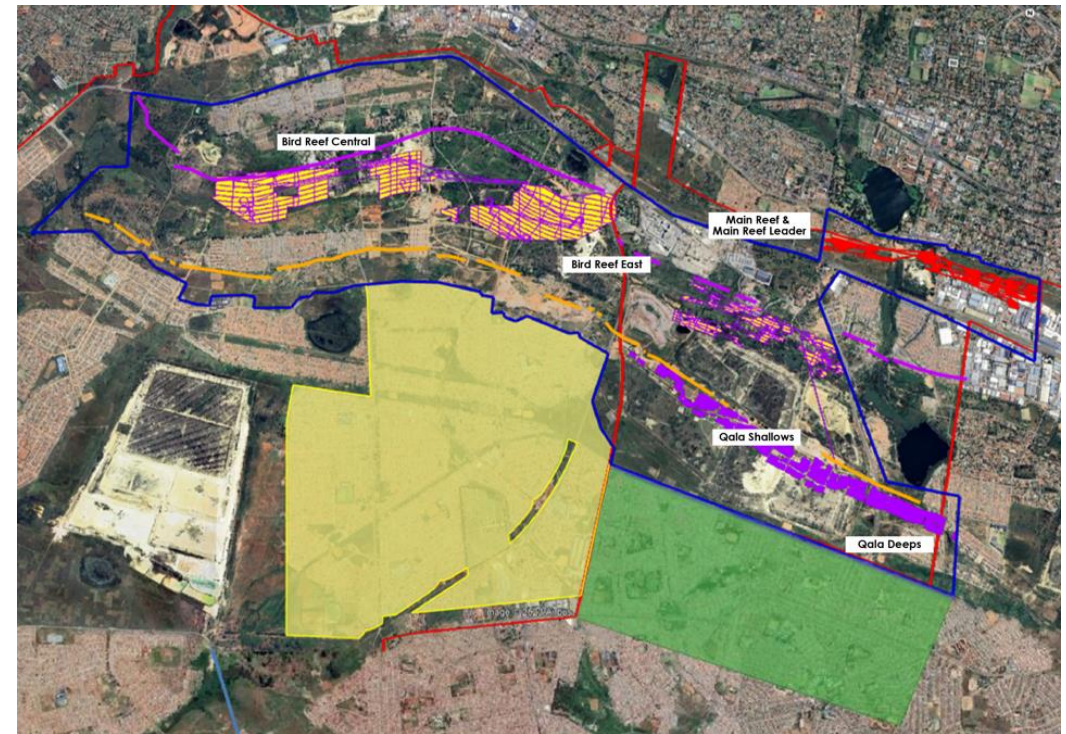 Bird Reef Central
Main Reef &
Main Reef Leader
Bird Reef East
Qala Shallows
Qala Deeps